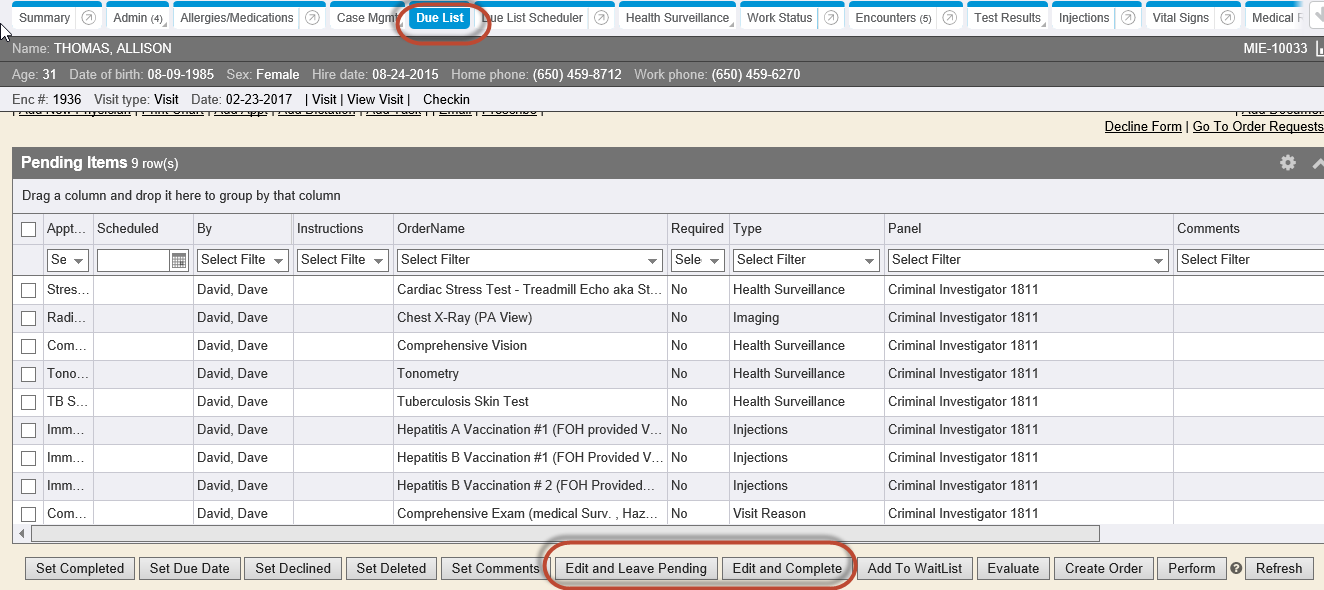 Summary Admin (4) Allergies/Medications Case Mgmt Due List Due List Scheduler Health Surveillance Work Status Encounters (5) Test Results Injections Vital Signs Medical
Name: THOMAS, ALLISON MIE-10033
Age: 31 Date of birth: 08-09-1985 Sex: Female Hire date: 08-24-2015 Home phone: (650) 459-8712 Work phone: (650) 459-6270
Enc #: 1936 Visit type: Visit Date: 02-23-2017 | Visit | View Visit | Checkin
Add New Physician | Print Chart | Add Appt | Add Dictation | Add Task | | Email | Prescribe |
Decline Form | Go To Order Requests
Pending Items 9 row(s)
Drag a column and drop it here to group by that column
Appt... Scheduled By Instructions OrderName Required Type Panel Comments
Se Select Filte Select Filte Select Filter Sele Select Filter Select Filter Select Filter
Stres... David, Dave Cardiac Stress Test - Treadmill Echo aka St... No Health Surveillance Criminal Investigator 1811
Radi... David, Dave Chest X-Ray (PA View) No Imaging Criminal Investigator 1811
Com... David, Dave Comprehensive Vision No Health Surveillance Criminal Investigator 1811
Tono... David, Dave Tonometry No Health Surveillance Criminal Investigator 1811
TB S... David, Dave Tuberculosis Skin Test No Health Surveillance Criminal Investigator 1811
Imm... David, Dave Hepatitis A Vaccination #1 (FOH provided V... No Injections Criminal Investigator 1811
Imm... David, Dave Hepatitis B Vaccination #1 (FOH Provided V... No Injections Criminal Investigator 1811
Imm... David, Dave Hepatitis B Vaccination # 2 (FOH Provided... No Injections Criminal Investigator 1811
Com... David, Dave Comprehensive Exam (medical Surv. , Haz... No Visit Reason Criminal Investigator 1811
Set Completed Set Due Date Set Declined Set Deleted Set Comments Edit and Leave Pending Edit and Complete Add To WaitList Evaluate Create Order Perform Refresh